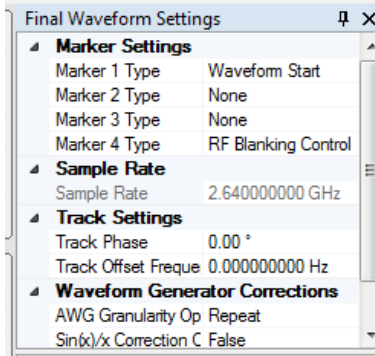 Final Waveform Settings
Marker Settings
Marker 1 Type Waveform Start
Marker 2 Type None
Marker 3 Type None
Marker 4 Type RF Blanking Control
Sample Rate
Sample Rate 2.640000000 GHz
Track Settings
Track Phase 0.00 °
Track Offset Freque 0.000000000 Hz
Waveform Generator Corrections
AWG Granularity Op Repeat
Sin(x)/x Correction C False